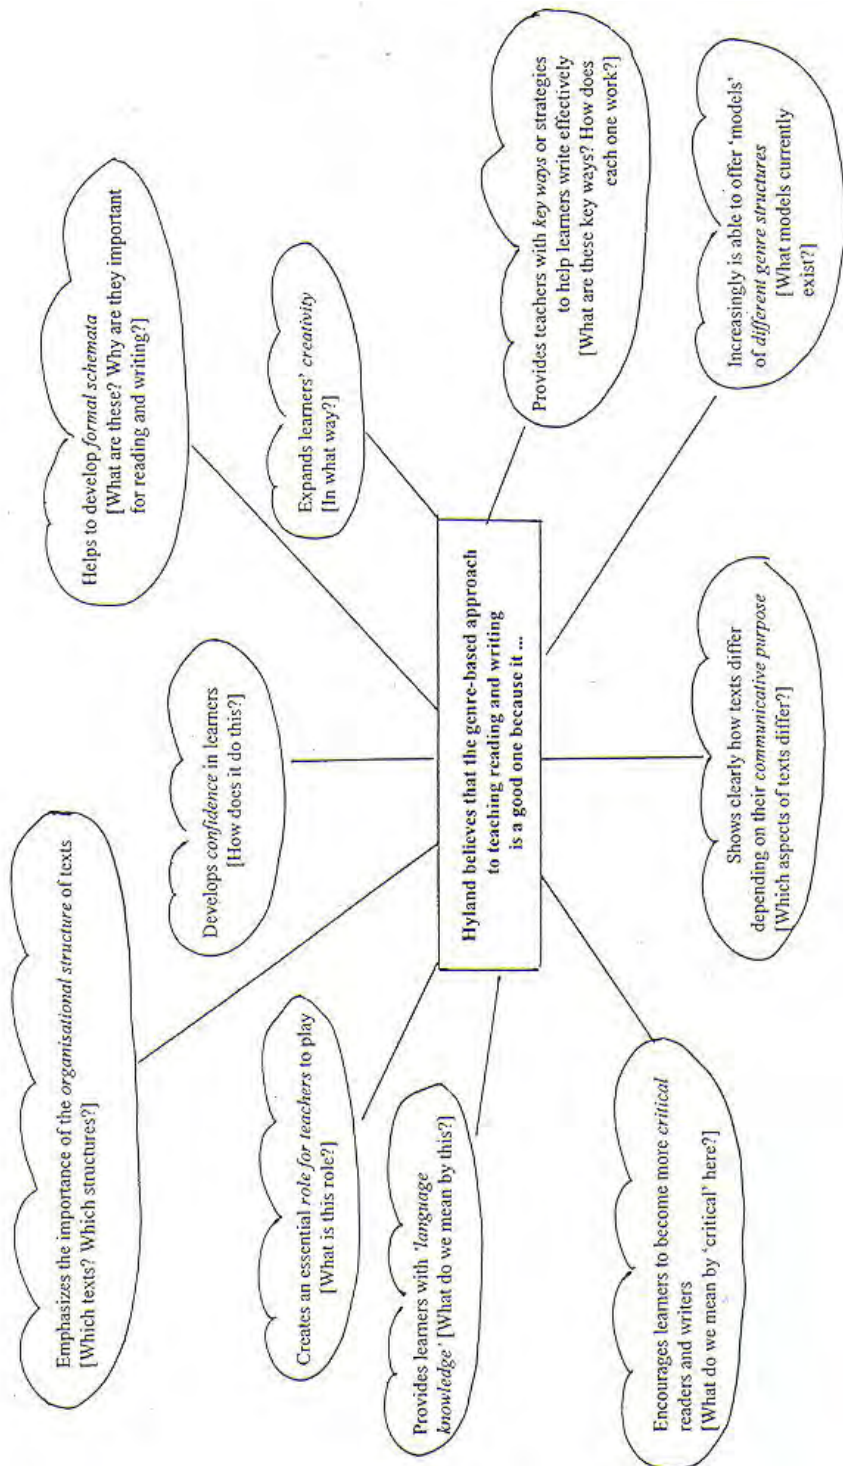 Emphasizes the importance of the organisational structure of texts
[Which texts? Which structures?]
Develops confidence in learners
[How does it do this?]
Helps to develop formal schemata
[What are these? Why are they important
for reading and writing?]
Creates an essential role for teachers to play
[What is this role?]
Expands learners' creativity
[In what way?]
Provides learners with 'language
knowledge' [What do we mean by this?]
Hyland believes that the genre-based approach
to teaching reading and writing
is a good one because it ...
Provides teachers with key ways or strategies
to help learners write effectively
[What are these key ways? How does
each one work?]
Encourages learners to become more critical
readers and writers
[What do we mean by 'critical' here?]
Shows clearly how texts differ
depending on their communicative purpose
[Which aspects of texts differ?]
Increasingly is able to offer 'models'
of different genre structures
[What models currently
exist?]